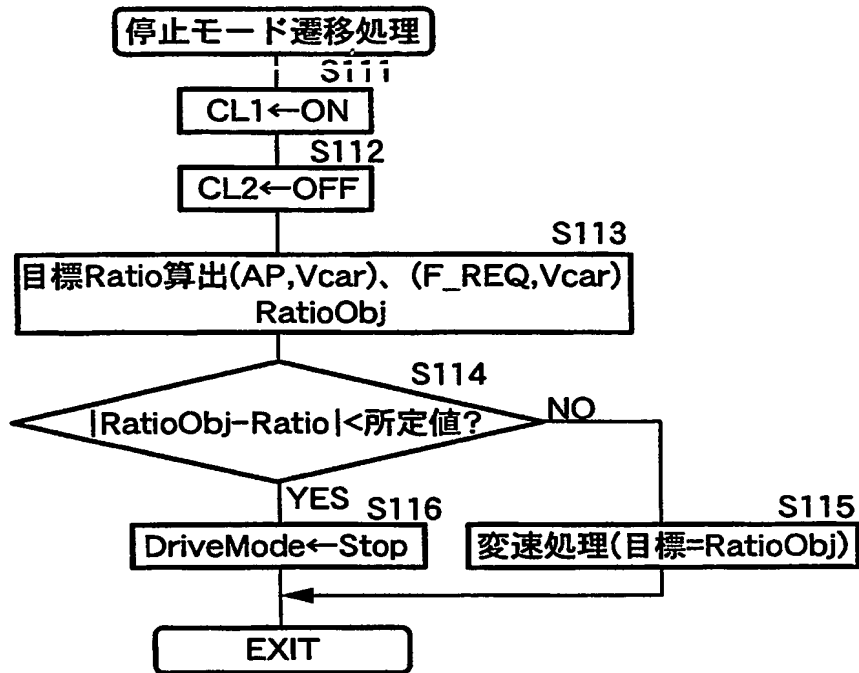 停止モード遷移処理
S111
CL1←ON
S112
CL2←OFF
S113
目標Ratio算出(AP,Vcar)、(F_REQ,Vcar)
RatioObj
S114
|RatioObj-Ratio|<所定値?
NO
YES
S116
DriveMode←Stop
S115
変速処理(目標=RatioObj)
EXIT